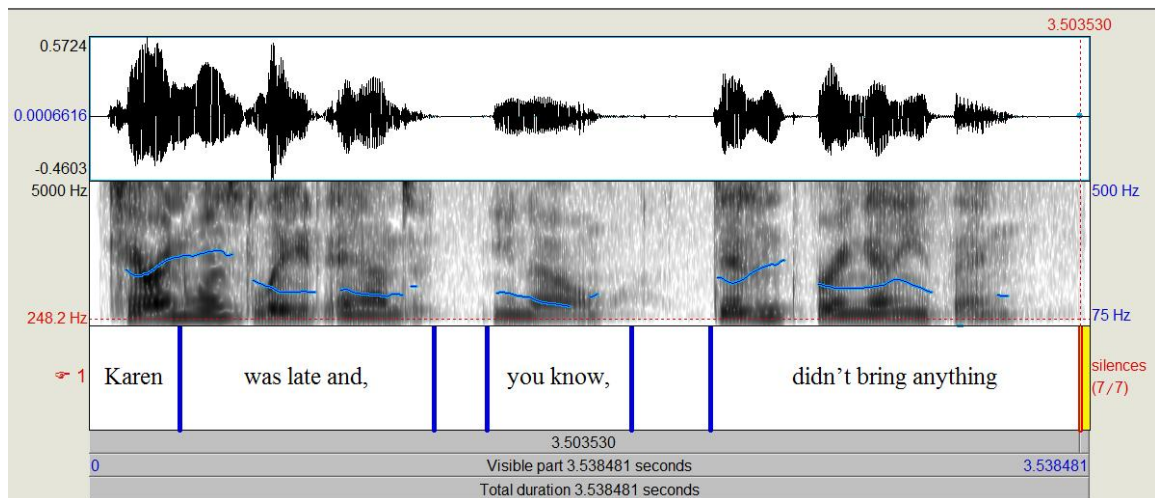 3.503530
0.5724
0.0006616
-0.4603
5000 Hz 500 Hz
248.2 Hz 75 Hz
☞ 1 Karen was late and, you know, didn’t bring anything silences
(7/7)
3.503530
0 Visible part 3.538481 seconds 3.538481
Total duration 3.538481 seconds